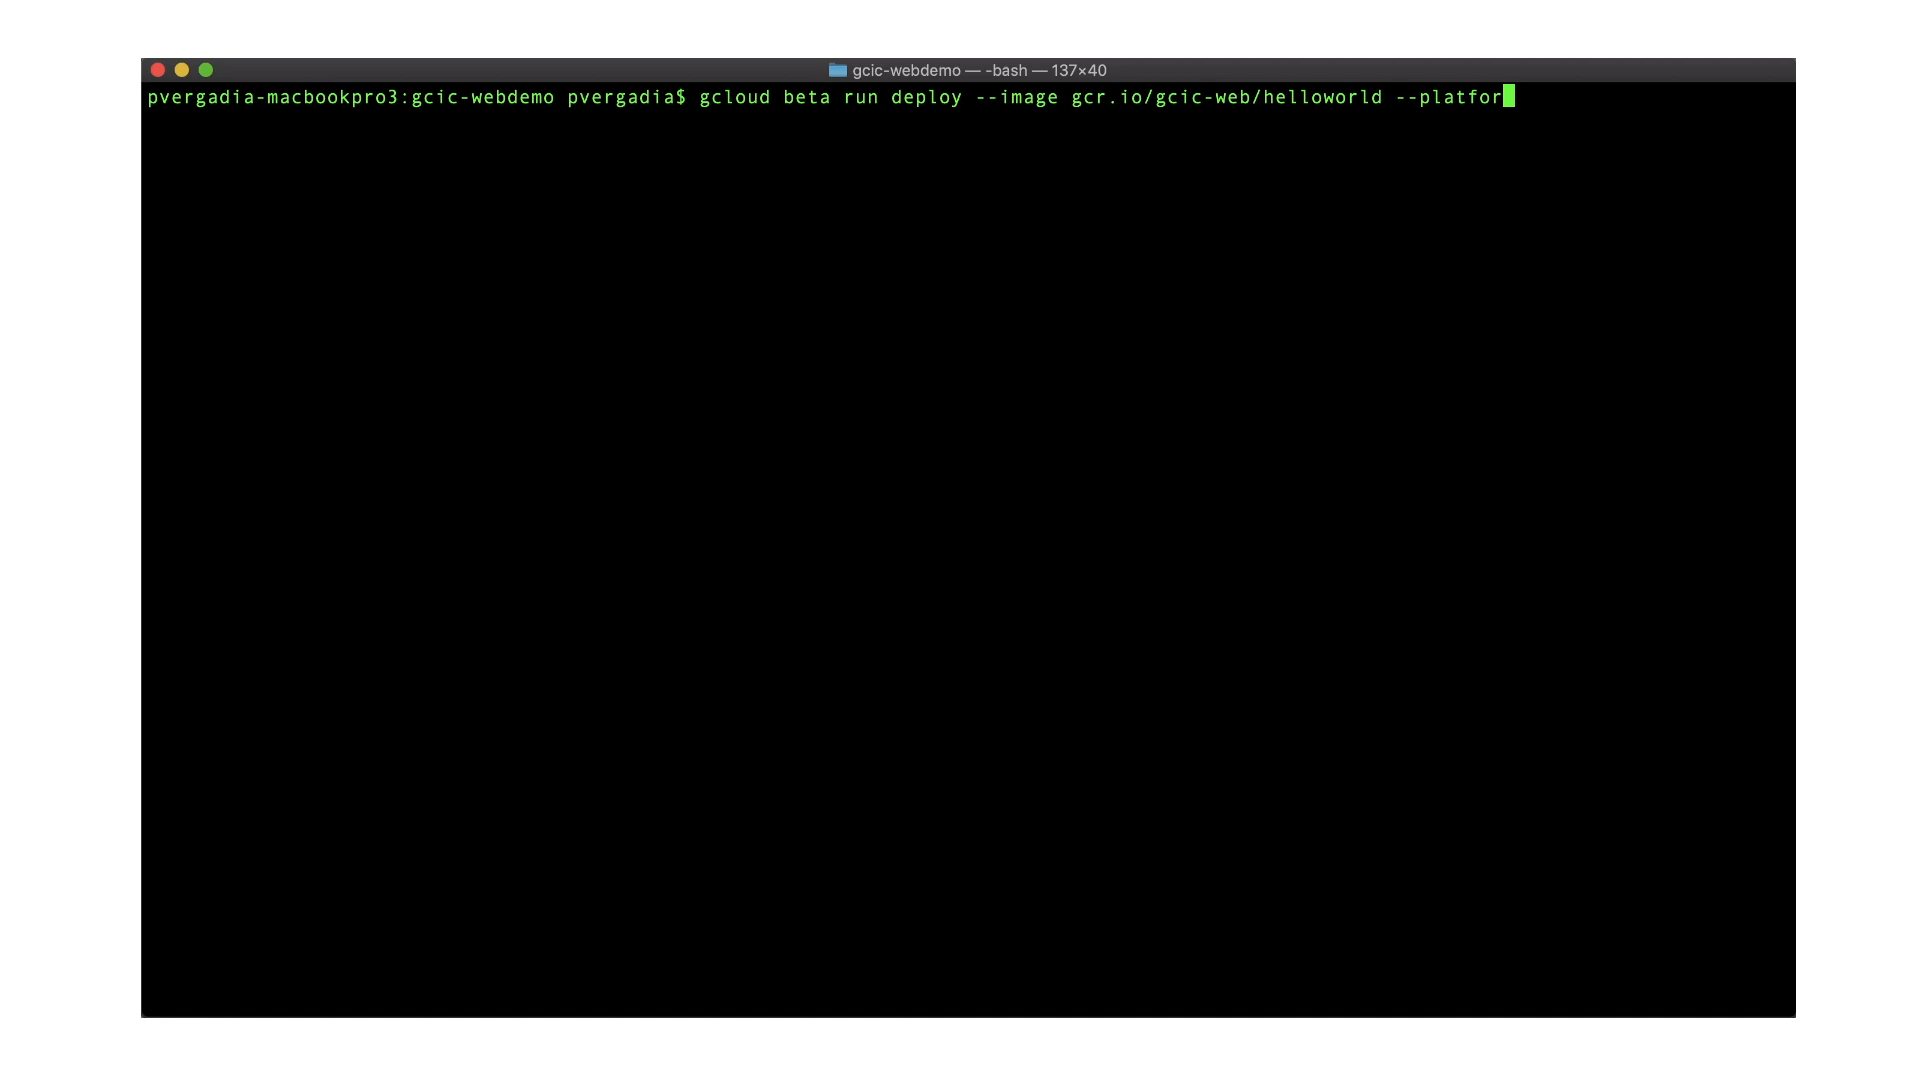 gcic-webdemo — -bash — 137×40
pvergadia-macbookpro3:gcic-webdemo pvergadia$ gcloud beta run deploy --image gcr.io/gcic-web/helloworld --platfor